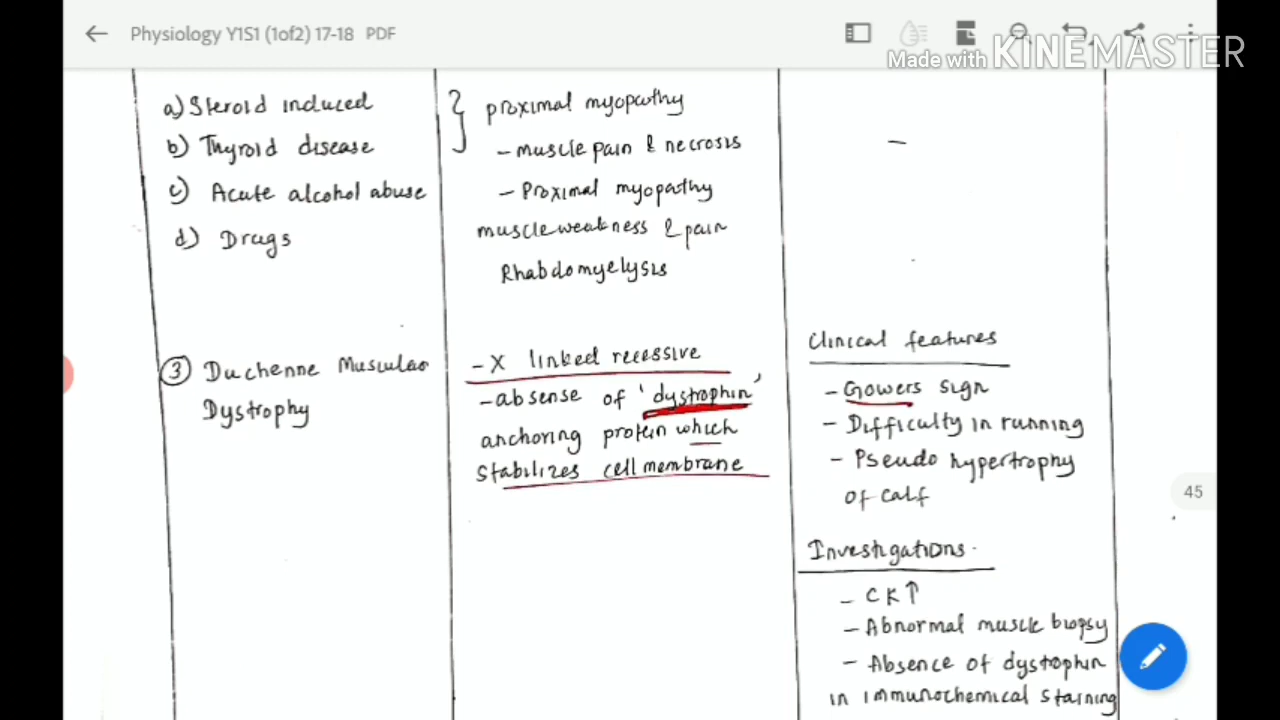 Physiology Y1S1 (1of2) 17-18 PDF
Made with KINEMASTER
a) Steroid induced
b) Thyroid disease
c) Acute alcohol abuse
d) Drugs
proximal myopathy
- muscle pain & necrosis
- Proximal myopathy
muscle weakness & pain
Rhabdomyelysis
-
③ Duchenne Muscular
Dystrophy
- X linked recessive
- absense of 'dystrophin'
anchoring protein which
stabilizes cell membrane
Clinical features
- Gowers sign
- Difficulty in running
- Pseudo hypertrophy
of calf
Investigations.
- CK↑
- Abnormal muscle biopsy
- Absence of dystophin
in immunochemical staining
45